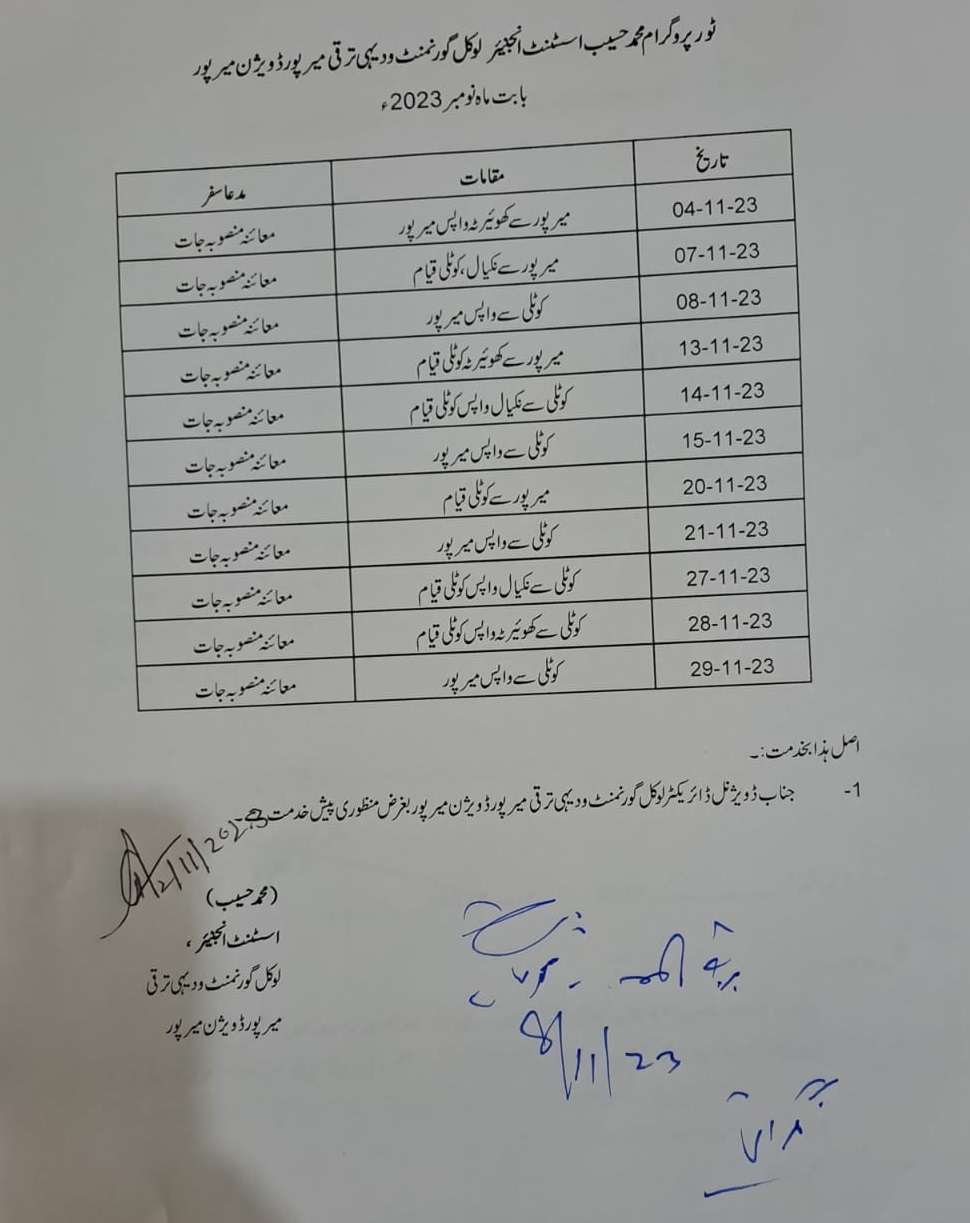 ٹور پروگرام محمد حسیب اسسٹنٹ انجینئر لوکل گورنمنٹ و دیہی ترقی میرپور ڈویژن میرپور
بابت ماہ نومبر 2023ء
تاریخ مقامات مدعا سفر
04-11-23 میرپور سے کھوئیرٹہ واپس میرپور معائنہ منصوبہ جات
07-11-23 میرپور سے نکیال، کوٹلی قیام معائنہ منصوبہ جات
08-11-23 کوٹلی سے واپس میرپور معائنہ منصوبہ جات
13-11-23 میرپور سے کھوئیرٹہ کوٹلی قیام معائنہ منصوبہ جات
14-11-23 کوٹلی سے نکیال واپس کوٹلی قیام معائنہ منصوبہ جات
15-11-23 کوٹلی سے واپس میرپور معائنہ منصوبہ جات
20-11-23 میرپور سے کوٹلی قیام معائنہ منصوبہ جات
21-11-23 کوٹلی سے واپس میرپور معائنہ منصوبہ جات
27-11-23 کوٹلی سے نکیال واپس کوٹلی قیام معائنہ منصوبہ جات
28-11-23 کوٹلی سے کھوئیرٹہ واپس کوٹلی قیام معائنہ منصوبہ جات
29-11-23 کوٹلی سے واپس میرپور معائنہ منصوبہ جات
اصل ہذا بخدمت:۔
1- جناب ڈویژنل ڈائریکٹر لوکل گورنمنٹ و دیہی ترقی میرپور ڈویژن میرپور بغرض منظوری پیش خدمت ہے۔
2/11/2023
(محمد حسیب)
اسسٹنٹ انجینئر،
لوکل گورنمنٹ و دیہی ترقی
میرپور ڈویژن میرپور
8/11/23